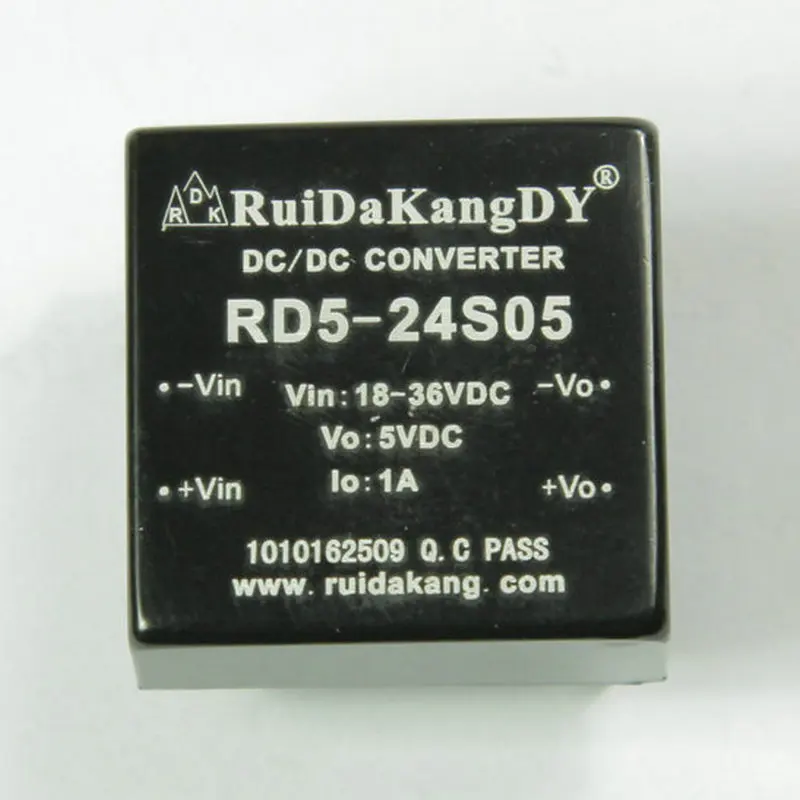 RDK RuiDaKangDY®
DC/DC CONVERTER
RD5-24S05
•-Vin Vin:18-36VDC -Vo•
Vo:5VDC
•+Vin Io:1A +Vo•
1010162509 Q.C PASS
www.ruidakang.com